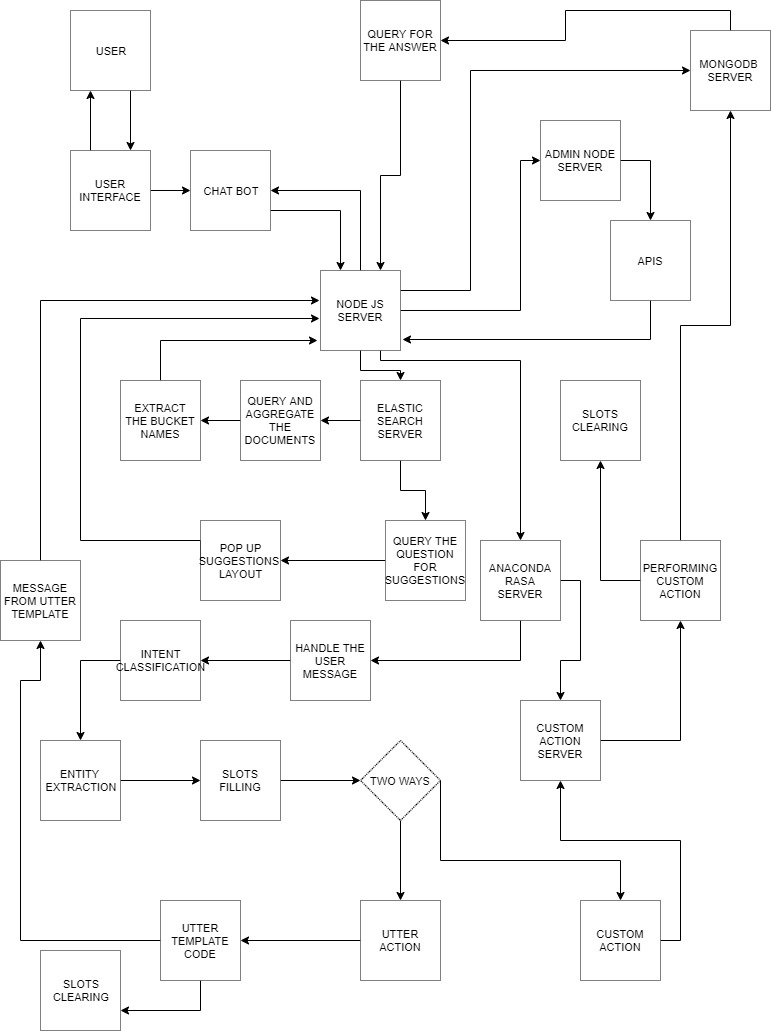 USER
QUERY FOR
THE ANSWER
MONGODB
SERVER
USER
INTERFACE
CHAT BOT
ADMIN NODE
SERVER
APIS
NODE JS
SERVER
EXTRACT
THE BUCKET
NAMES
QUERY AND
AGGREGATE
THE
DOCUMENTS
ELASTIC
SEARCH
SERVER
SLOTS
CLEARING
POP UP
SUGGESTIONS
LAYOUT
QUERY THE
QUESTION
FOR
SUGGESTIONS
ANACONDA
RASA
SERVER
PERFORMING
CUSTOM
ACTION
MESSAGE
FROM UTTER
TEMPLATE
INTENT
CLASSIFICATION
HANDLE THE
USER
MESSAGE
CUSTOM
ACTION
SERVER
ENTITY
EXTRACTION
SLOTS
FILLING
TWO WAYS
UTTER
TEMPLATE
CODE
UTTER
ACTION
CUSTOM
ACTION
SLOTS
CLEARING